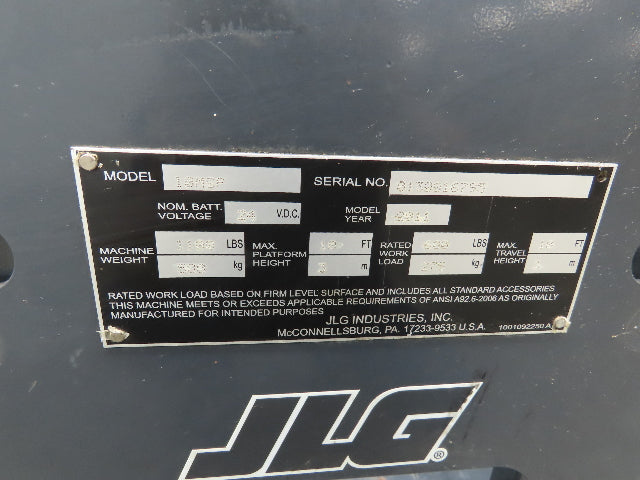 MODEL 10MSP SERIAL NO.
NOM. BATT. VOLTAGE 24 V.D.C. MODEL YEAR 2011
MACHINE WEIGHT LBS kg MAX. PLATFORM HEIGHT FT m RATED WORK LOAD LBS kg MAX. TRAVEL HEIGHT FT m
RATED WORK LOAD BASED ON FIRM LEVEL SURFACE AND INCLUDES ALL STANDARD ACCESSORIES
THIS MACHINE MEETS OR EXCEEDS APPLICABLE REQUIREMENTS OF ANSI A92.6-2006 AS ORIGINALLY
MANUFACTURED FOR INTENDED PURPOSES
JLG INDUSTRIES, INC.
McCONNELLSBURG, PA. 17233-9533 U.S.A. 1001092250 A
JLG®